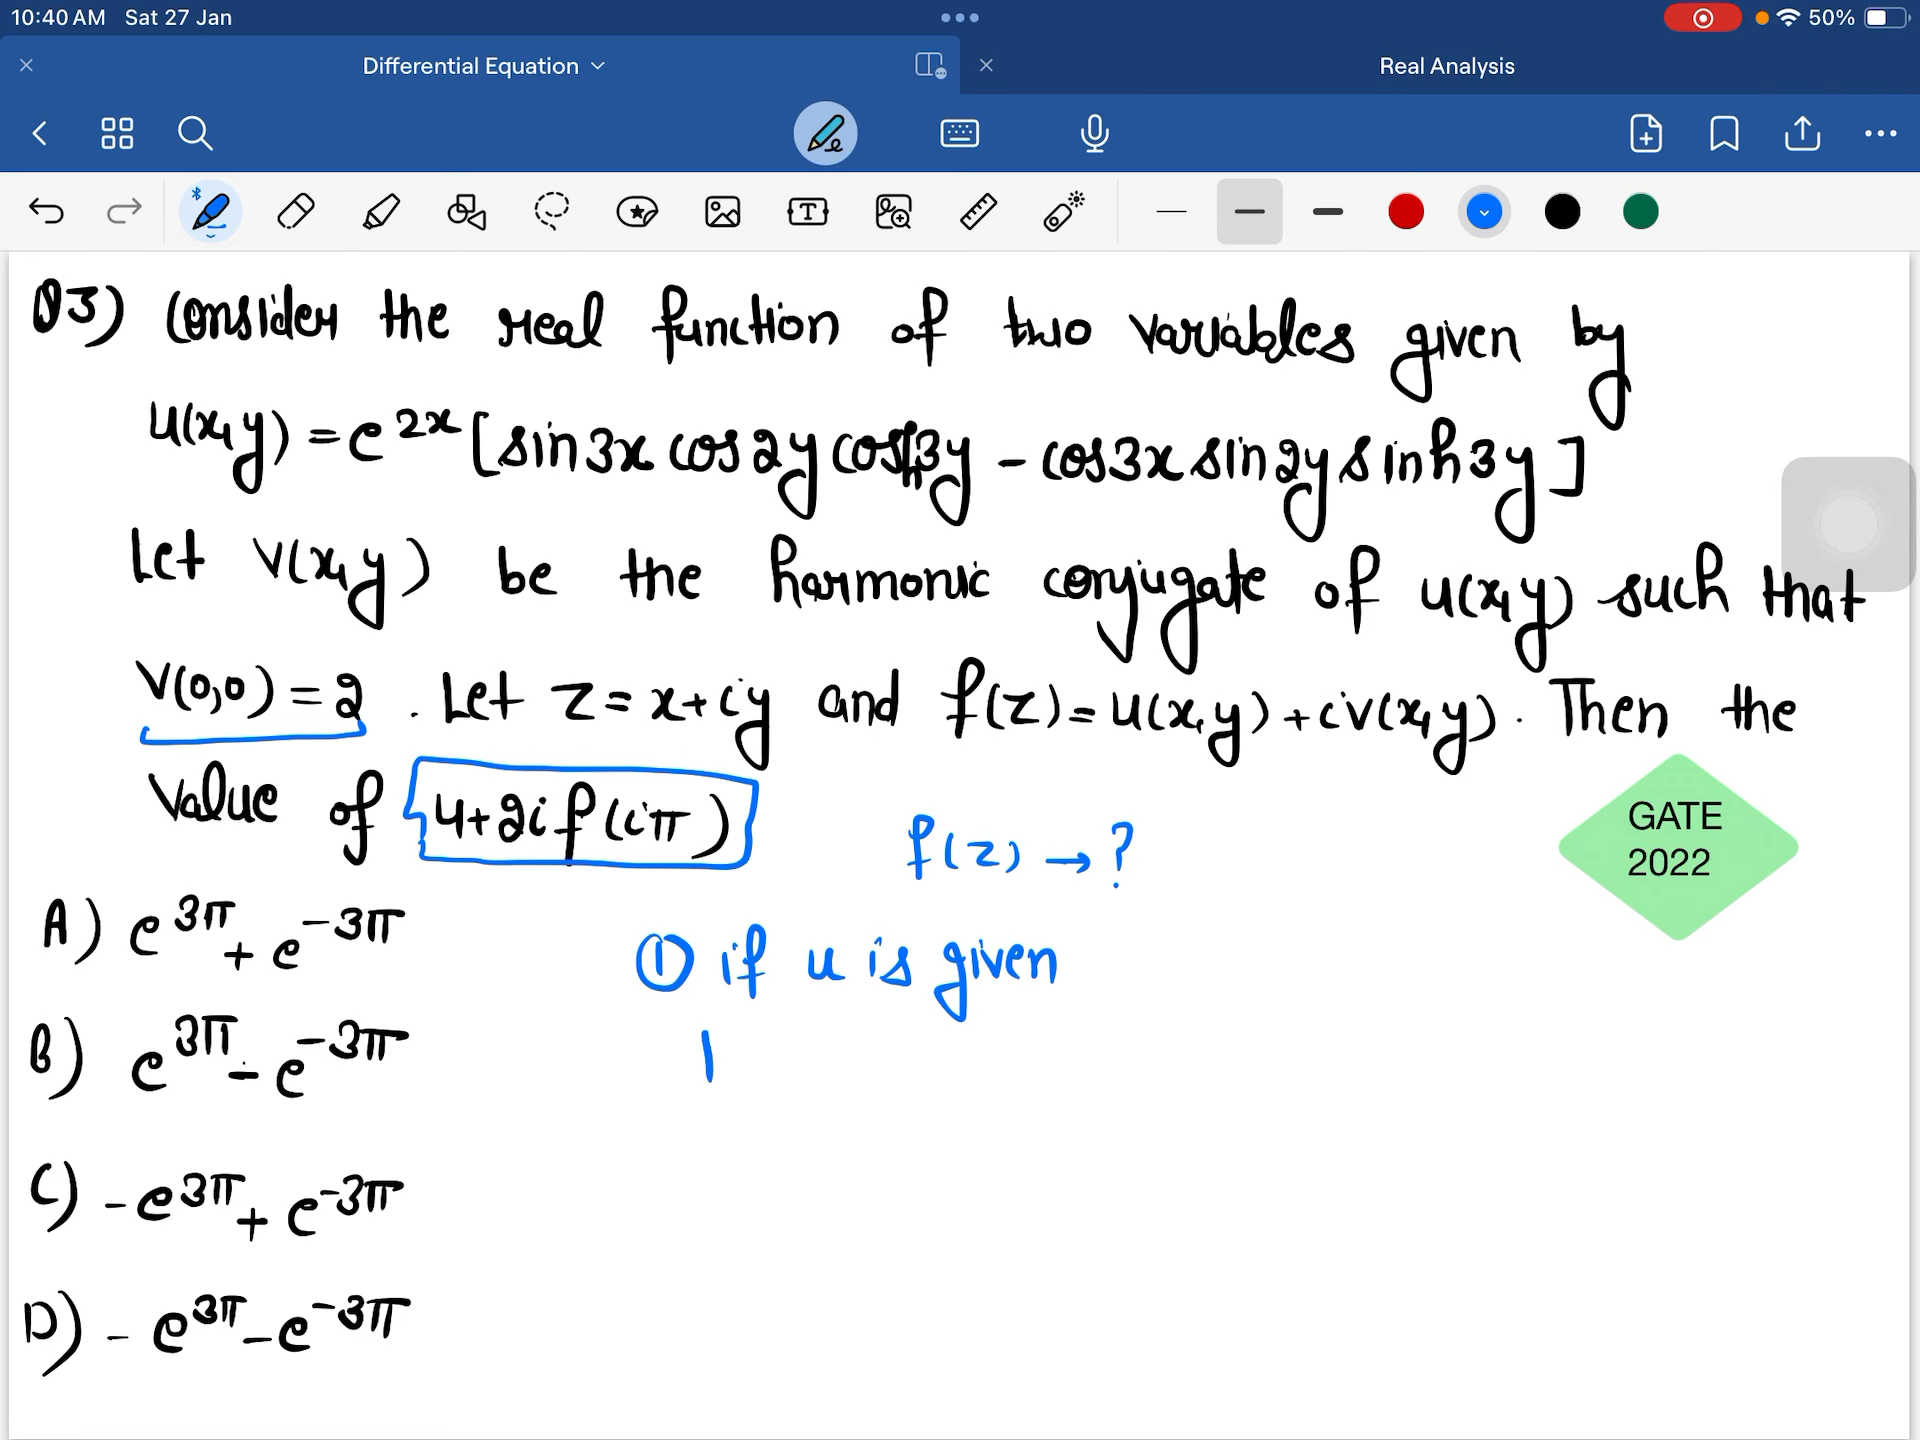 10:40 AM Sat 27 Jan
50%
Differential Equation
Real Analysis
Q3) Consider the real function of two variables given by
u(x,y) = e^2x [sin3x cos2y cosh3y - cos3x sin2y sinh3y]
Let v(x,y) be the harmonic conjugate of u(x,y) such that
v(0,0) = 2 . Let z = x+iy and f(z) = u(x,y) + iv(x,y) . Then the
value of 4+2if(iπ)
f(z) → ?
GATE
2022
A) e^3π + e^-3π
① if u is given
B) e^3π - e^-3π
C) -e^3π + e^-3π
D) - e^3π - e^-3π